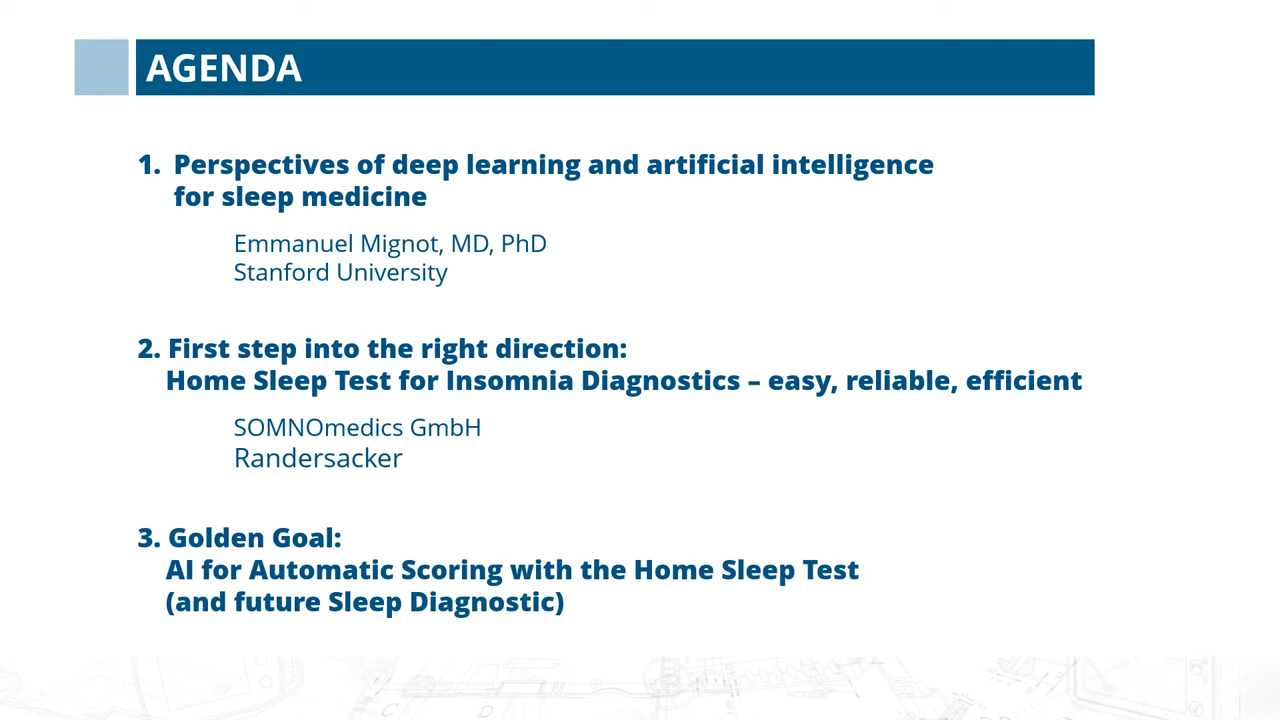 AGENDA
1. Perspectives of deep learning and artificial intelligence
for sleep medicine
Emmanuel Mignot, MD, PhD
Stanford University
2. First step into the right direction:
Home Sleep Test for Insomnia Diagnostics – easy, reliable, efficient
SOMNOmedics GmbH
Randersacker
3. Golden Goal:
AI for Automatic Scoring with the Home Sleep Test
(and future Sleep Diagnostic)
C
D